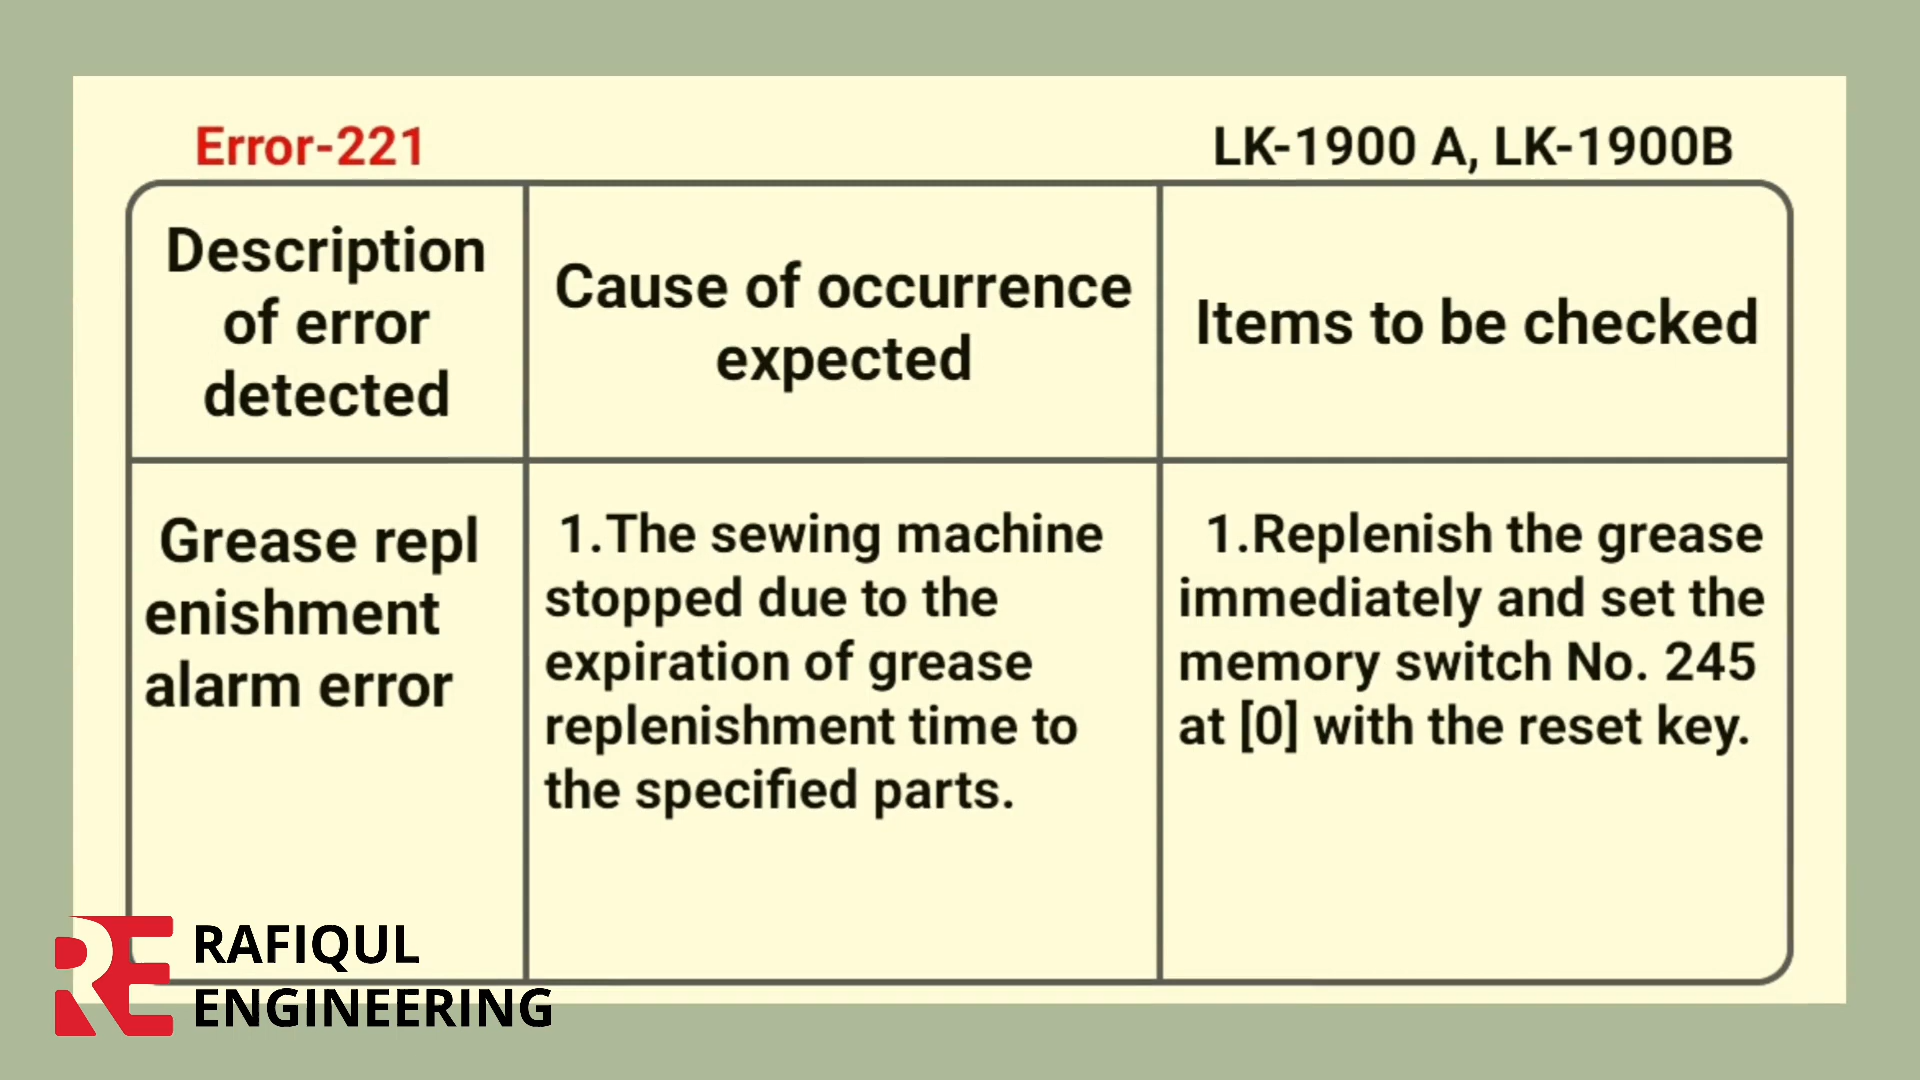 Error-221
LK-1900 A, LK-1900B
Description
of error
detected
Cause of occurrence
expected
Items to be checked
Grease repl
enishment
alarm error
1.The sewing machine
stopped due to the
expiration of grease
replenishment time to
the specified parts.
1.Replenish the grease
immediately and set the
memory switch No. 245
at [0] with the reset key.
RE
RAFIQUL
ENGINEERING